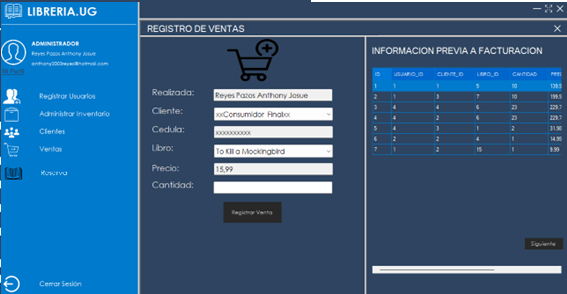 LIBRERIA.UG
ADMINISTRADOR
Reyes Pazos Anthony Josue
anthony2003reyes@hotmail.com
Registrar Usuarios
Administrar Inventario
Clientes
Ventas
Reserva
Cerrar Sesión
REGISTRO DE VENTAS
Realizada: Reyes Pazos Anthony Josue
Cliente: xxConsumidor Finalxx
Cedula: xxxxxxxxxx
Libro: To Kill a Mockingbird
Precio: 15,99
Cantidad:
Registrar Venta
INFORMACION PREVIA A FACTURACION
ID USUARIO_ID CLIENTE_ID LIBRO_ID CANTIDAD PRE
1 1 1 5 10 139.9
2 1 3 7 10 199.9
3 4 4 6 23 229.7
4 4 2 6 23 229.7
5 4 3 1 2 31.98
6 2 2 4 1 14.99
7 1 2 15 1 9.99
Siguiente